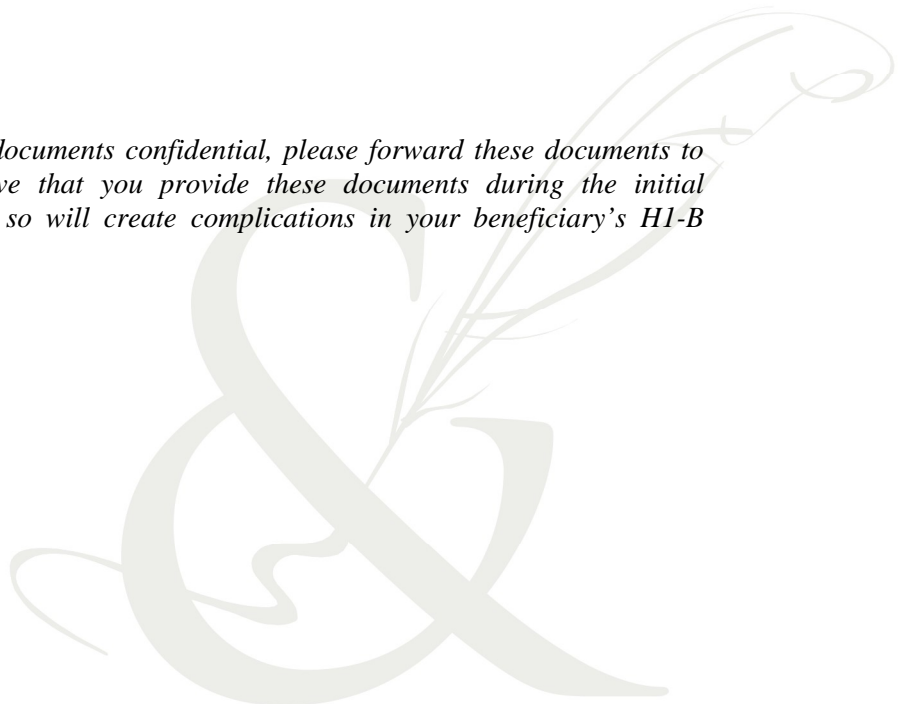 documents confidential, please forward these documents to
that you provide these documents during the initial
so will create complications in your beneficiary's H1-B